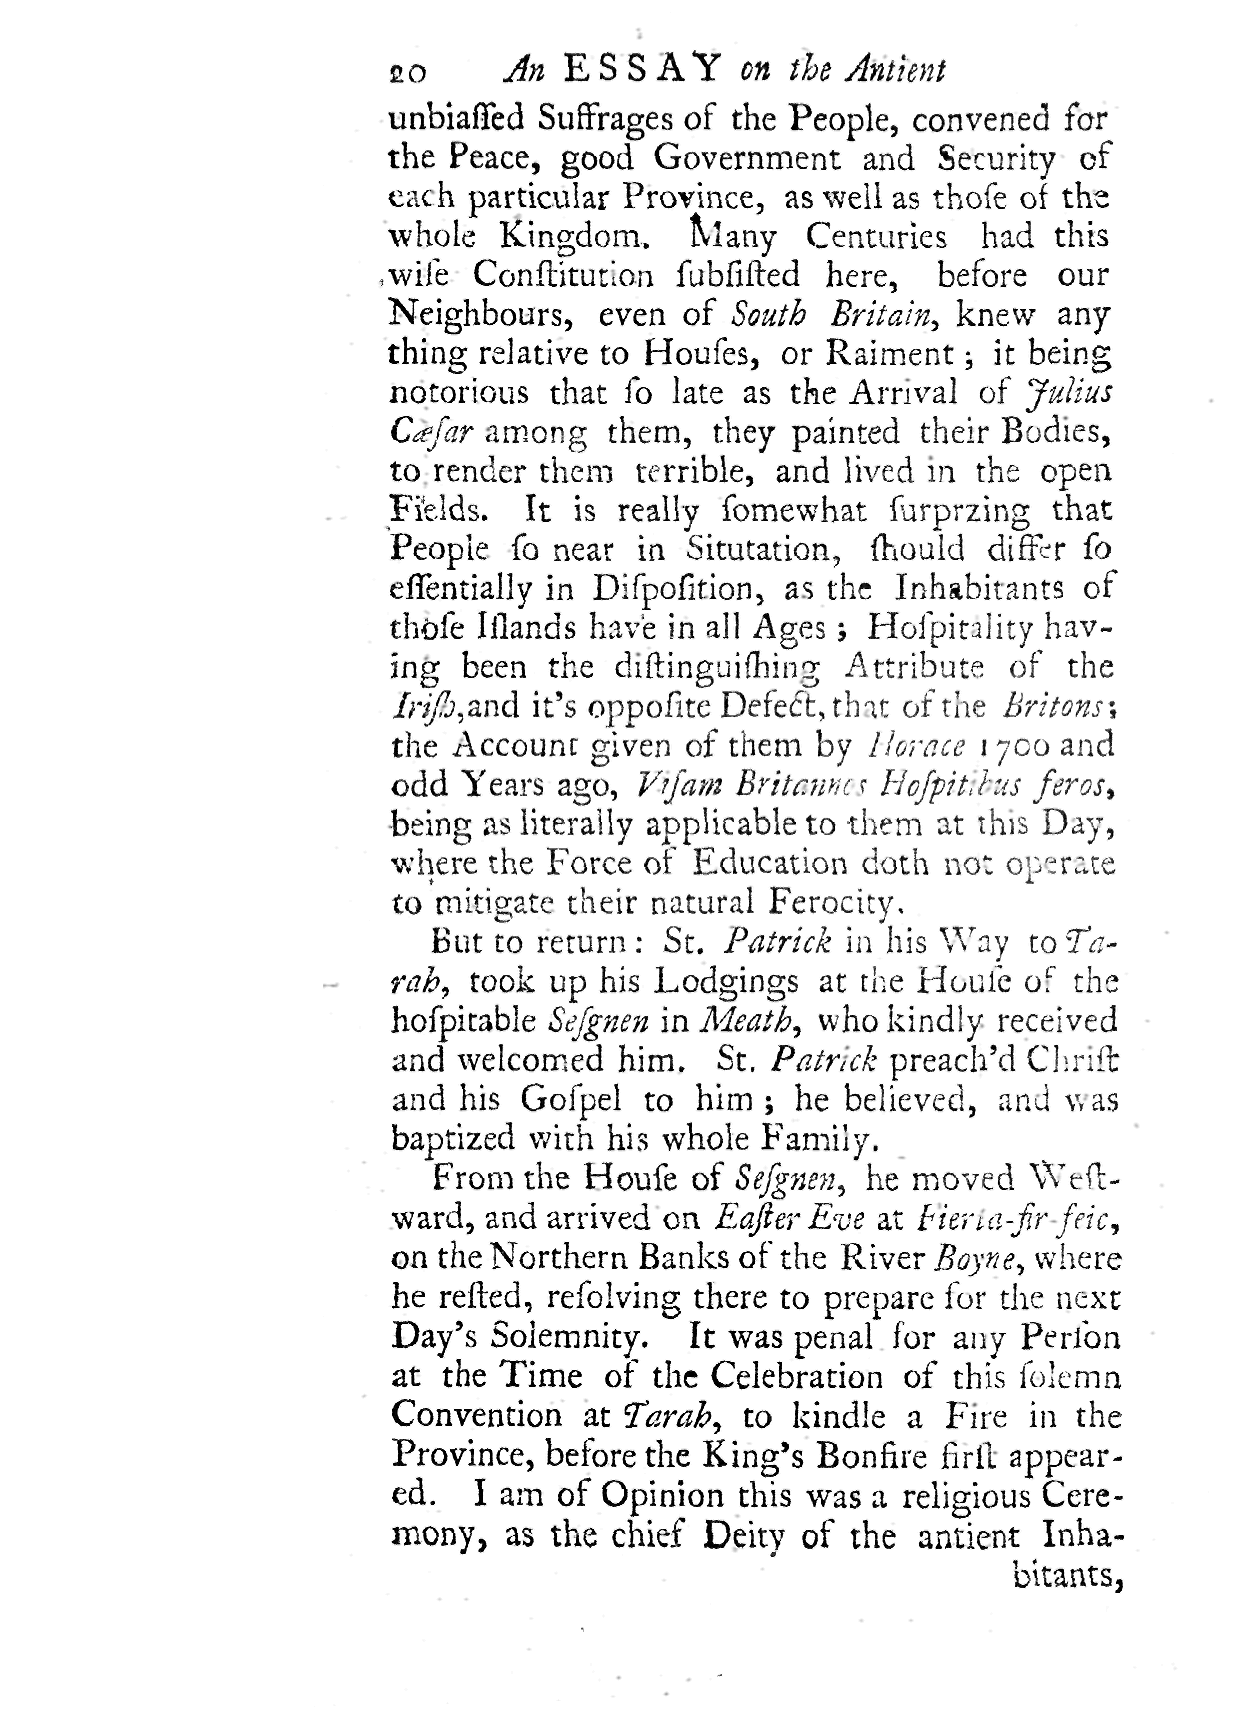 20 An ESSAY on the Antient
unbiaſſed Suffrages of the People, convened for
the Peace, good Government and Security of
each particular Province, as well as thoſe of the
whole Kingdom. Many Centuries had this
wiſe Conſtitution ſubſiſted here, before our
Neighbours, even of South Britain, knew any
thing relative to Houſes, or Raiment; it being
notorious that ſo late as the Arrival of Julius
Cæſar among them, they painted their Bodies,
to render them terrible, and lived in the open
Fields. It is really ſomewhat ſurprzing that
People ſo near in Situtation, ſhould differ ſo
eſſentially in Diſpoſition, as the Inhabitants of
thoſe Iſlands have in all Ages; Hoſpitality hav-
ing been the diſtinguiſhing Attribute of the
Iriſh, and it's oppoſite Defect, that of the Britons;
the Account given of them by Horace 1700 and
odd Years ago, Viſam Britannos Hoſpitibus feros,
being as literally applicable to them at this Day,
where the Force of Education doth not operate
to mitigate their natural Ferocity.
But to return: St. Patrick in his Way to Ta-
rah, took up his Lodgings at the Houſe of the
hoſpitable Seſgnen in Meath, who kindly received
and welcomed him. St. Patrick preach'd Chriſt
and his Goſpel to him; he believed, and was
baptized with his whole Family.
From the Houſe of Seſgnen, he moved Weſt-
ward, and arrived on Eaſter Eve at Fierta-fir-feic,
on the Northern Banks of the River Boyne, where
he reſted, reſolving there to prepare for the next
Day's Solemnity. It was penal for any Perſon
at the Time of the Celebration of this ſolemn
Convention at Tarah, to kindle a Fire in the
Province, before the King's Bonfire firſt appear-
ed. I am of Opinion this was a religious Cere-
mony, as the chief Deity of the antient Inha-
bitants,